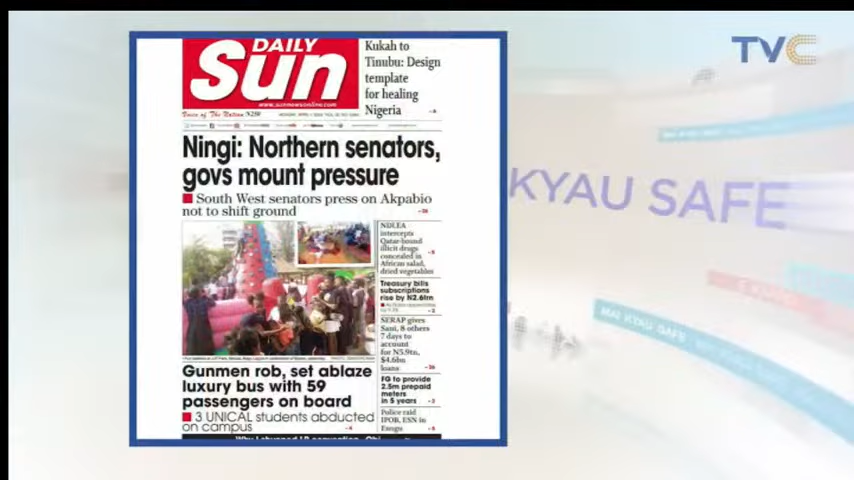 DAILY
Sun
www.sunnewsonline.com
Voice of The Nation N250
Kukah to
Tinubu: Design
template
for healing
Nigeria
Ningi: Northern senators,
govs mount pressure
South West senators press on Akpabio
not to shift ground
NDLEA
intercepts
Qatar-bound
illicit drugs
concealed in
African salad,
dried vegetables
Treasury bills
subscriptions
rise by N2.6trn
SERAP gives
Sani, 8 others
7 days to
account
for N5.9tn,
$4.6bn
loans
FG to provide
2.5m prepaid
meters
in 5 years
Police raid
IPOB, ESN in
Enugu
Gunmen rob, set ablaze
luxury bus with 59
passengers on board
3 UNICAL students abducted
on campus
TVC
KYAU SAFE
MAI KYAU SAFE